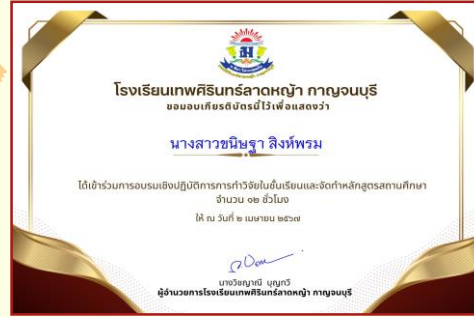 โรงเรียนเทพศิรินทร์ลาดหญ้า กาญจนบุรี
ขอมอบเกียรติบัตรนี้ไว้เพื่อแสดงว่า
นางสาวขนิษฐา สิงห์พรม
ได้เข้าร่วมการอบรมเชิงปฏิบัติการการทำวิจัยในชั้นเรียนและจัดทำหลักสูตรสถานศึกษา
จำนวน ๑๒ ชั่วโมง
ให้ ณ วันที่ ๒ เมษายน ๒๕๖๗
นางวิชญาณี บุญทวี
ผู้อำนวยการโรงเรียนเทพศิรินทร์ลาดหญ้า กาญจนบุรี